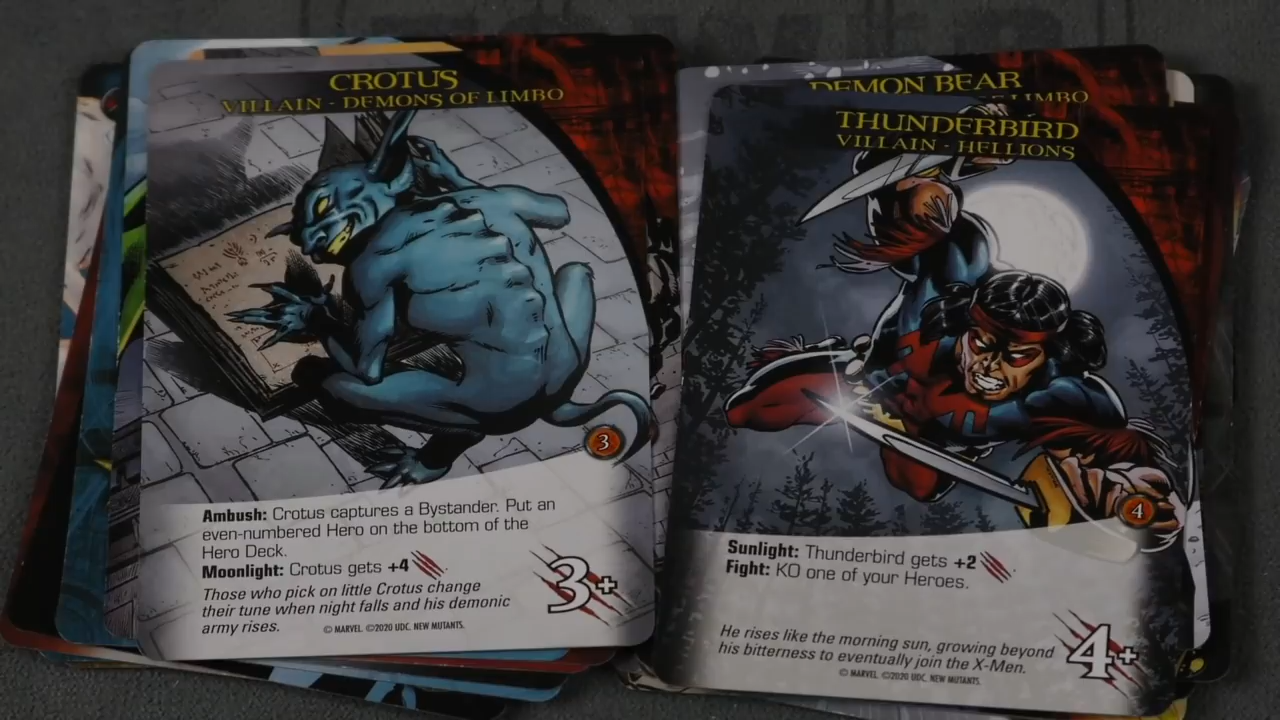 CROTUS
VILLAIN - DEMONS OF LIMBO
3
Ambush: Crotus captures a Bystander. Put an
even-numbered Hero on the bottom of the
Hero Deck.
Moonlight: Crotus gets +4
Those who pick on little Crotus change
their tune when night falls and his demonic
army rises.
© MARVEL. ©2020 UDC. NEW MUTANTS.
3+
DEMON BEAR
LIMBO
THUNDERBIRD
VILLAIN - HELLIONS
4
Sunlight: Thunderbird gets +2
Fight: KO one of your Heroes.
He rises like the morning sun, growing beyond
his bitterness to eventually join the X-Men.
© MARVEL. ©2020 UDC. NEW MUTANTS.
4+